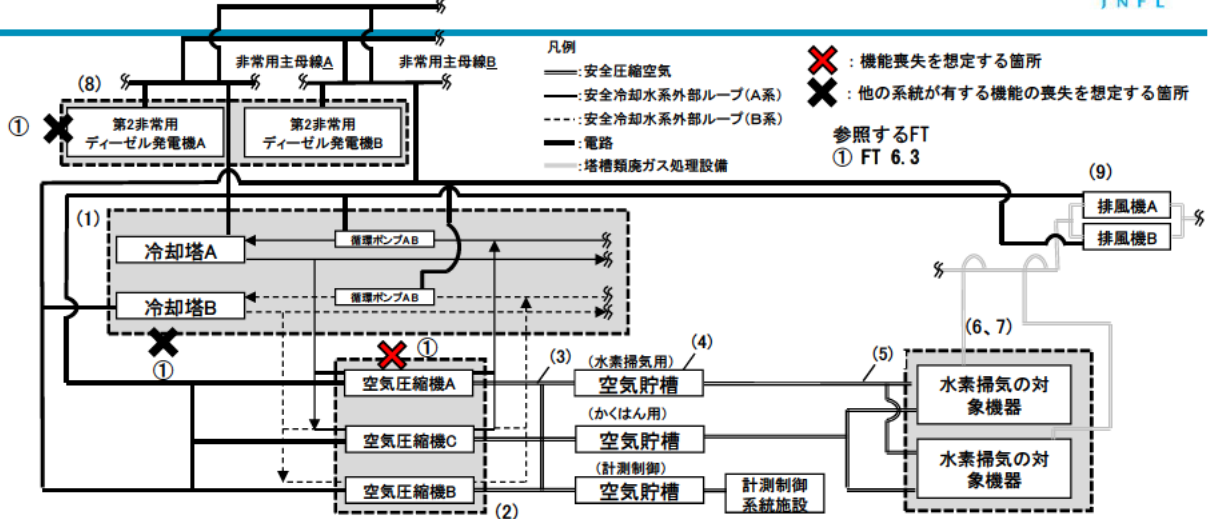 JNFL
非常用主母線A
非常用主母線B
凡例
:安全圧縮空気
:安全冷却水系外部ループ(A系)
:安全冷却水系外部ループ(B系)
:電路
:塔槽類廃ガス処理設備
:機能喪失を想定する箇所
:他の系統が有する機能の喪失を想定する箇所
参照するFT
① FT 6.3
(8)
①
第2非常用
ディーゼル発電機A
第2非常用
ディーゼル発電機B
(9)
排風機A
排風機B
(1)
冷却塔A
循環ポンプAB
冷却塔B
循環ポンプAB
①
①
(2)
空気圧縮機A
空気圧縮機C
空気圧縮機B
(3)
(水素掃気用)
(4)
空気貯槽
(かくはん用)
空気貯槽
(計測制御)
空気貯槽
計測制御
系統施設
(5)
(6、7)
水素掃気の対
象機器
水素掃気の対
象機器